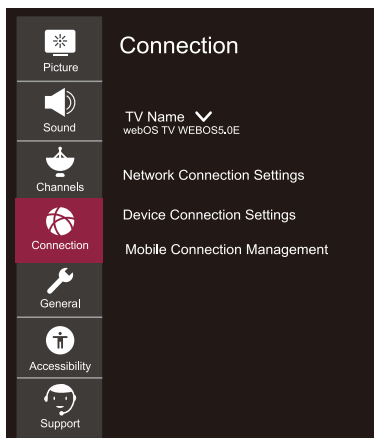 Picture
Sound
Channels
Connection
General
Accessibility
Support
Connection
TV Name
webOS TV WEBOS5.0E
Network Connection Settings
Device Connection Settings
Mobile Connection Management